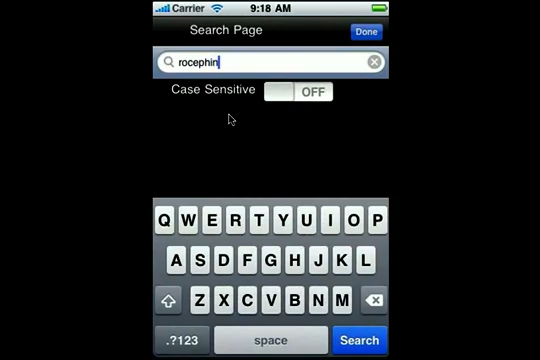 Carrier 9:18 AM
Search Page
Done
rocephin
Case Sensitive OFF
Q W E R T Y U I O P
A S D F G H J K L
Z X C V B N M
.?123 space Search